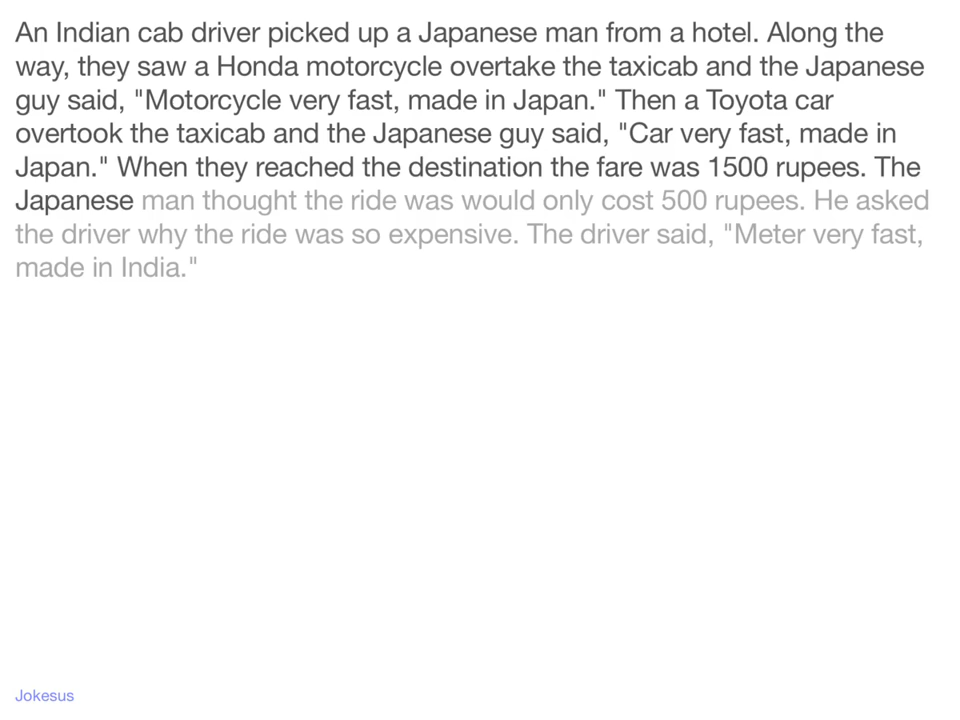 An Indian cab driver picked up a Japanese man from a hotel. Along the
way, they saw a Honda motorcycle overtake the taxicab and the Japanese
guy said, "Motorcycle very fast, made in Japan." Then a Toyota car
overtook the taxicab and the Japanese guy said, "Car very fast, made in
Japan." When they reached the destination the fare was 1500 rupees. The
Japanese man thought the ride was would only cost 500 rupees. He asked
the driver why the ride was so expensive. The driver said, "Meter very fast,
made in India."
Jokesus